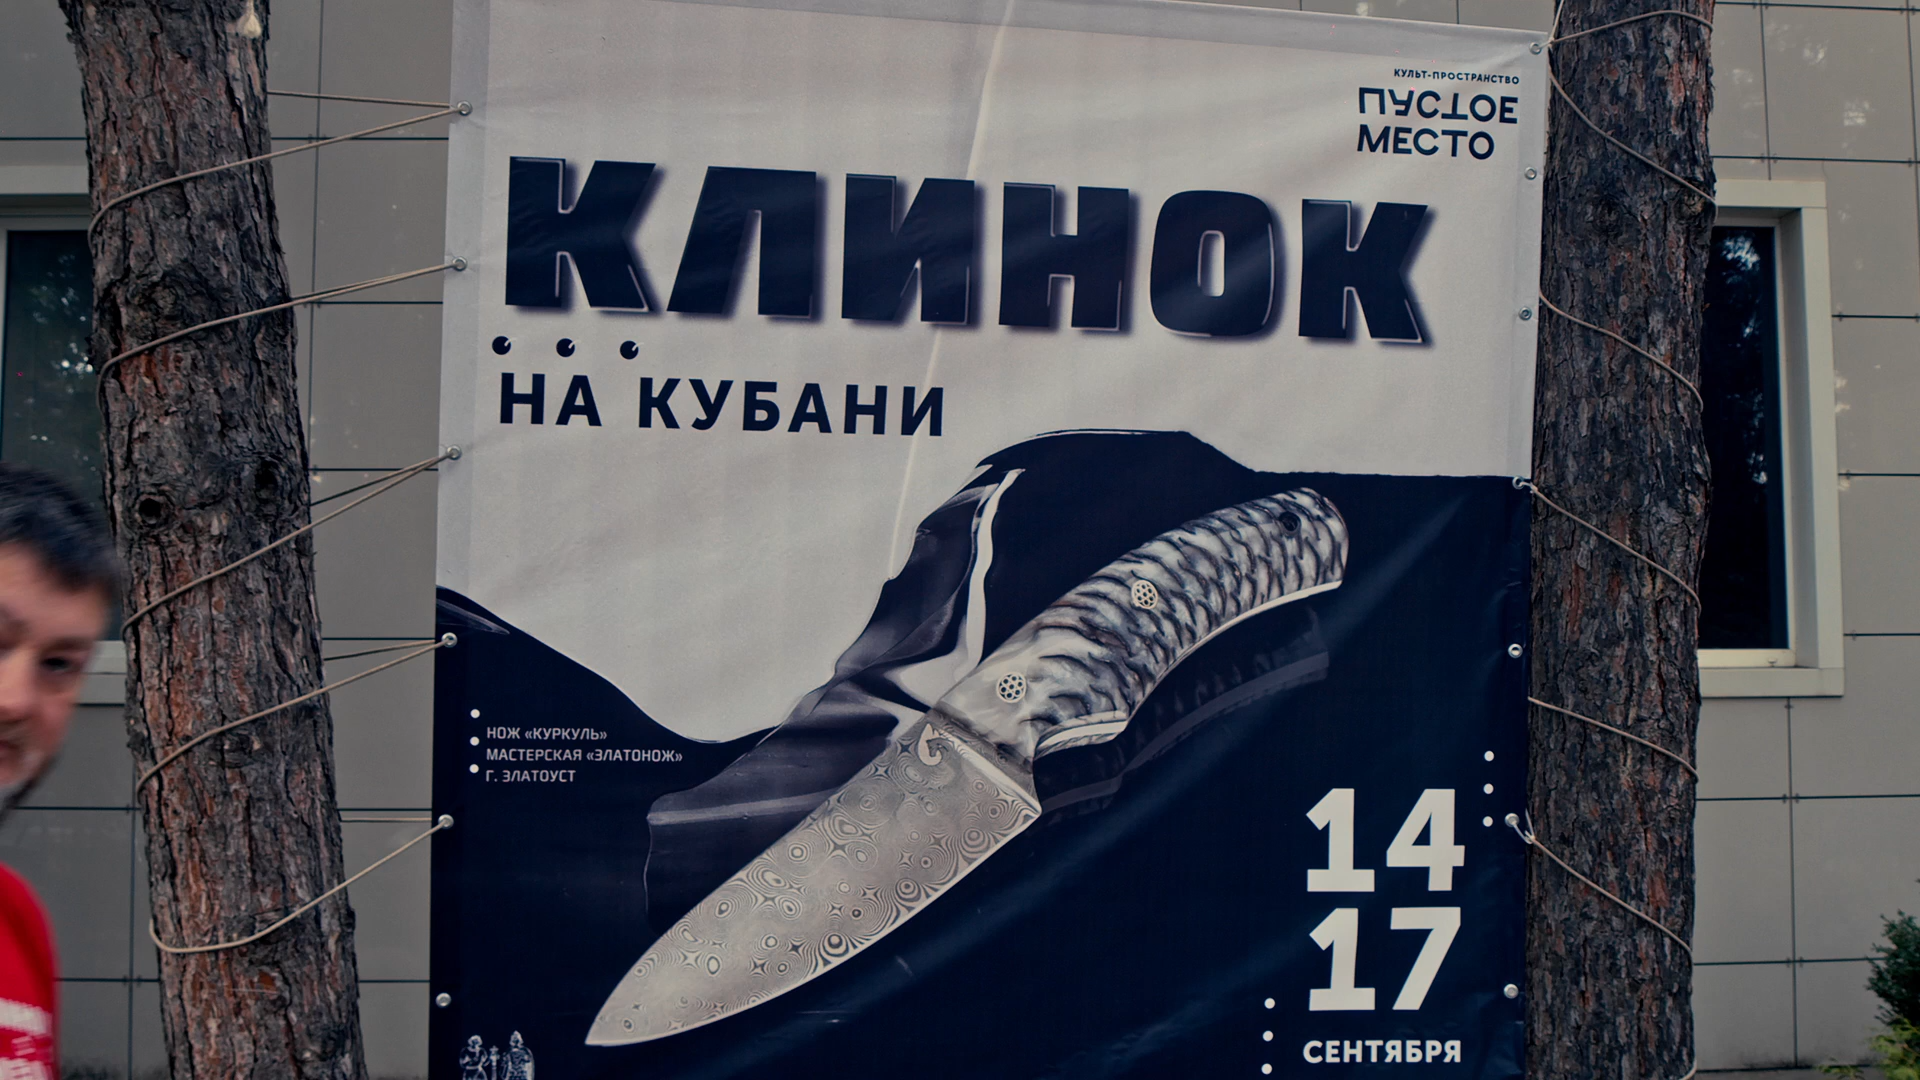 КУЛЬТ-ПРОСТРАНСТВО
ПУСТОЕ
МЕСТО
КЛИНОК
НА КУБАНИ
НОЖ «КУРКУЛЬ»
МАСТЕРСКАЯ «ЗЛАТОНОЖ»
Г. ЗЛАТОУСТ
14
17
СЕНТЯБРЯ